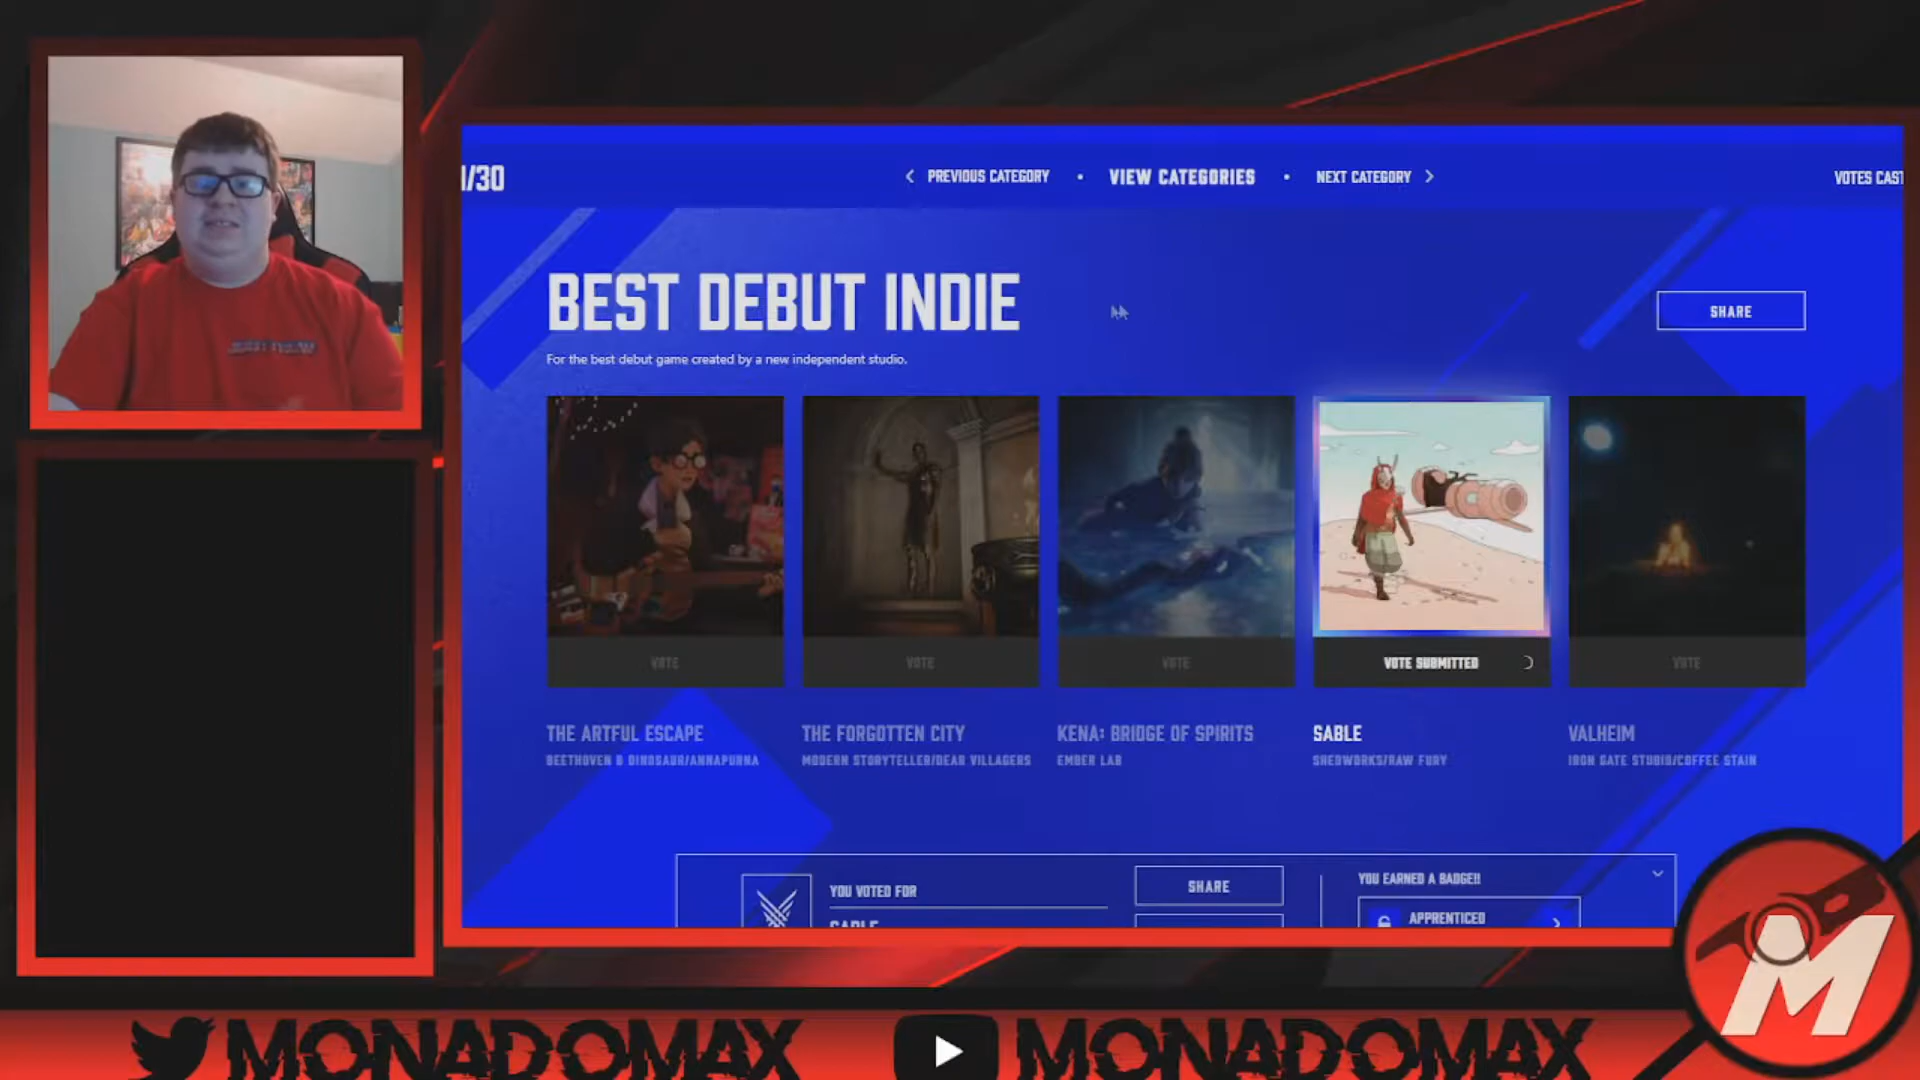 /30
PREVIOUS CATEGORY
VIEW CATEGORIES
NEXT CATEGORY
VOTES CAST
BEST DEBUT INDIE
SHARE
For the best debut game created by a new independent studio.
VOTE
VOTE
VOTE
VOTE SUBMITTED
VOTE
THE ARTFUL ESCAPE
BEETHOVEN & DINOSAUR/ANNAPURNA
THE FORGOTTEN CITY
MODERN STORYTELLER/DEAR VILLAGERS
KENA: BRIDGE OF SPIRITS
EMBER LAB
SABLE
SHEDWORKS/RAW FURY
VALHEIM
IRON GATE STUDIO/COFFEE STAIN
YOU VOTED FOR
SABLE
SHARE
YOU EARNED A BADGE!!
APPRENTICED
M
MONADOMAX
MONADOMAX